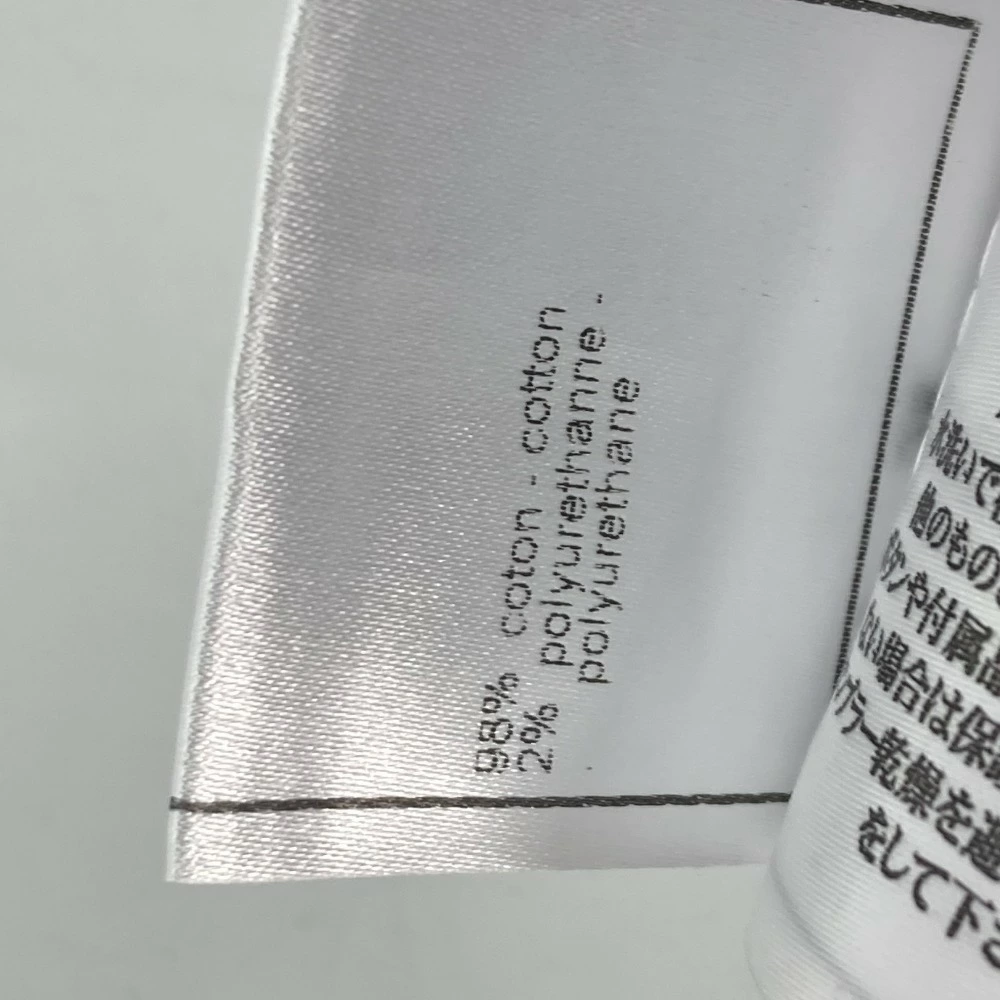 98% coton - cotton
2% polyurethanne -
polyurethane
水洗いで
他のもの
ボタンや付属品
ない場合は保
ンブラー乾燥を避
をして下さ